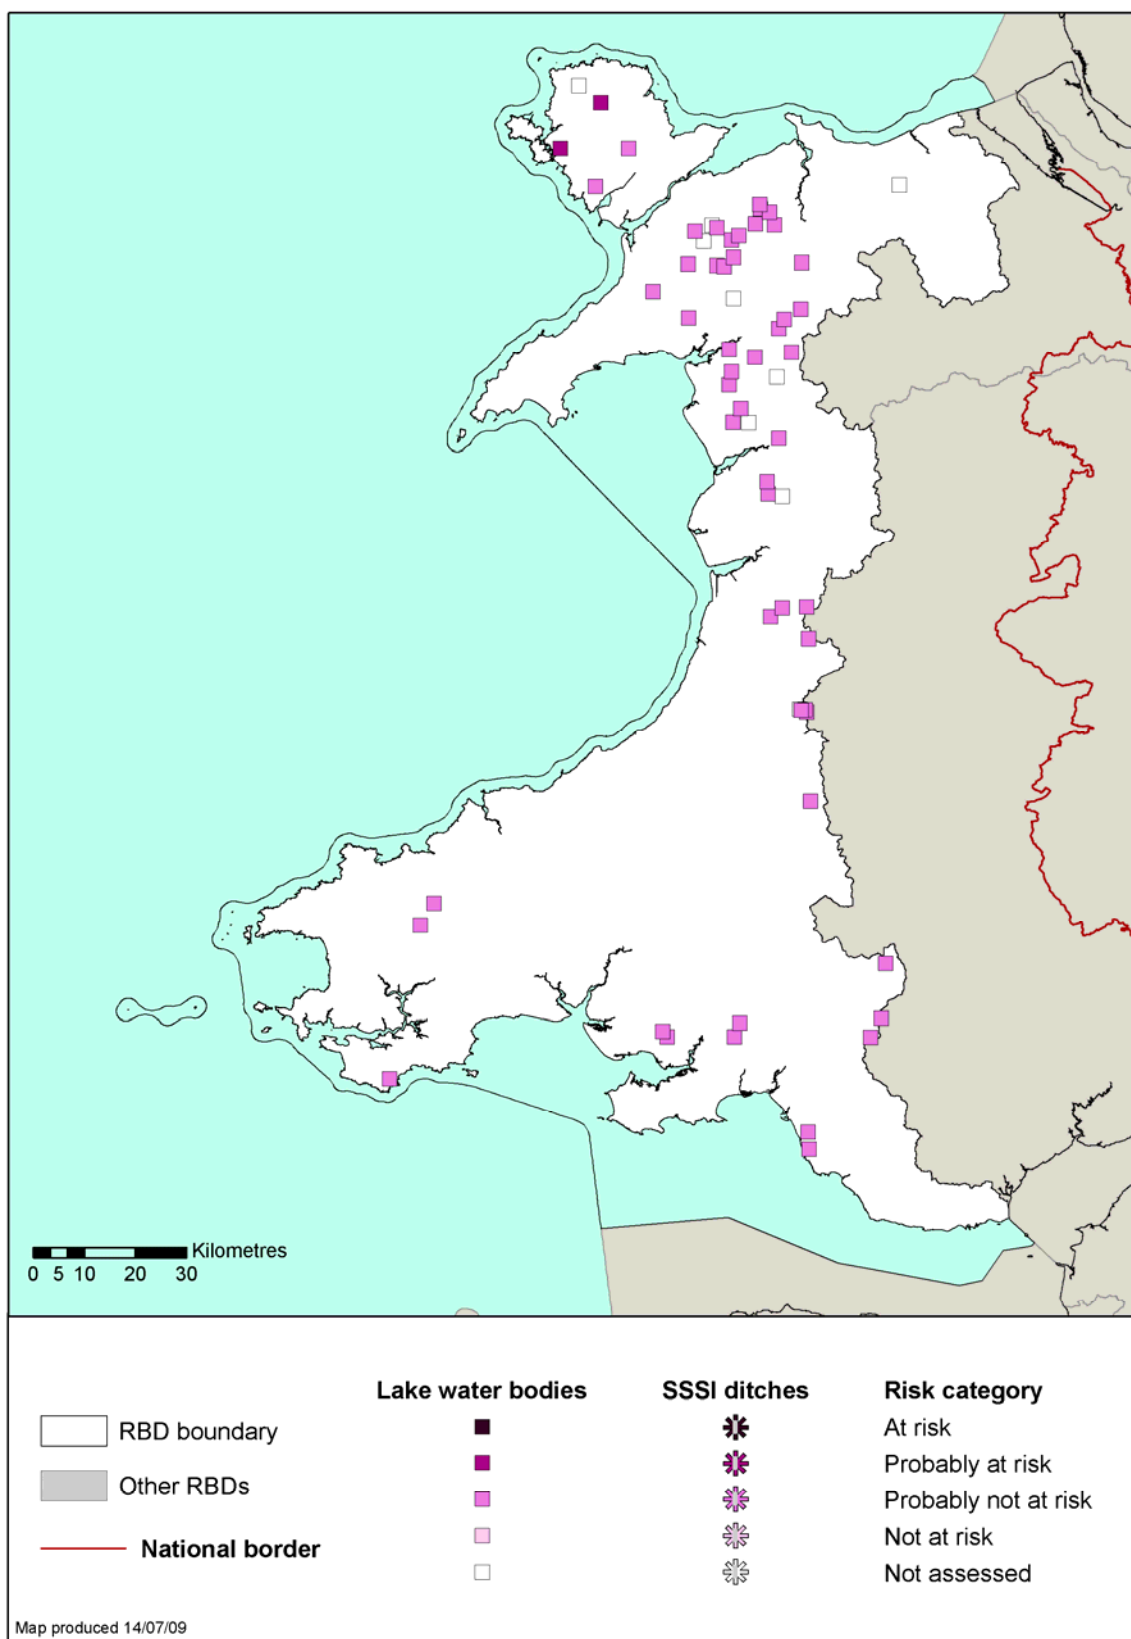 Kilometres
0 5 10 20 30
Lake water bodies SSSI ditches Risk category
RBD boundary At risk
Other RBDs Probably at risk
National border Probably not at risk
Not at risk
Not assessed
Map produced 14/07/09